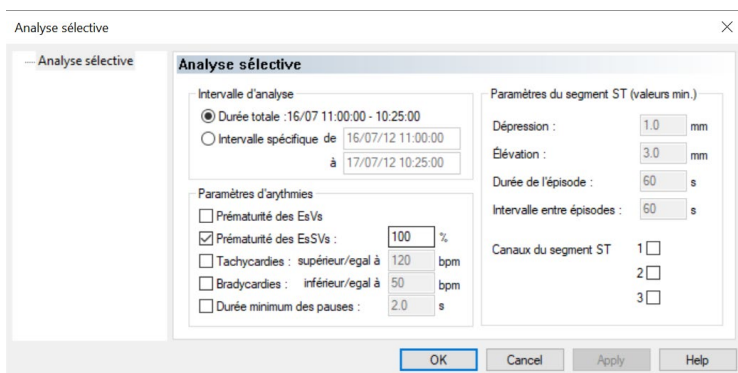 Analyse sélective
Analyse sélective
Analyse sélective
Intervalle d'analyse
Durée totale :16/07 11:00:00 - 10:25:00
Intervalle spécifique de 16/07/12 11:00:00
à 17/07/12 10:25:00
Paramètres d'arythmies
Prématurité des EsVs
Prématurité des EsSVs : 100 %
Tachycardies : supérieur/egal à 120 bpm
Bradycardies : inférieur/egal à 50 bpm
Durée minimum des pauses : 2.0 s
Paramètres du segment ST (valeurs min.)
Dépression : 1.0 mm
Élévation : 3.0 mm
Durée de l'épisode : 60 s
Intervalle entre épisodes : 60 s
Canaux du segment ST 1
2
3
OK Cancel Apply Help